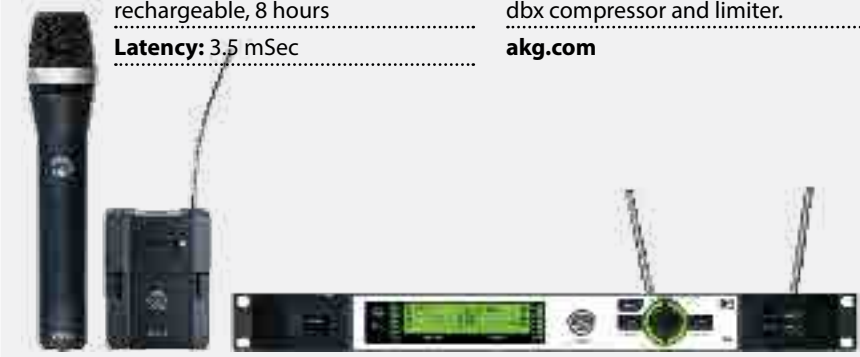 rechargeable, 8 hours
Latency: 3.5 mSec
dbx compressor and limiter.
akg.com